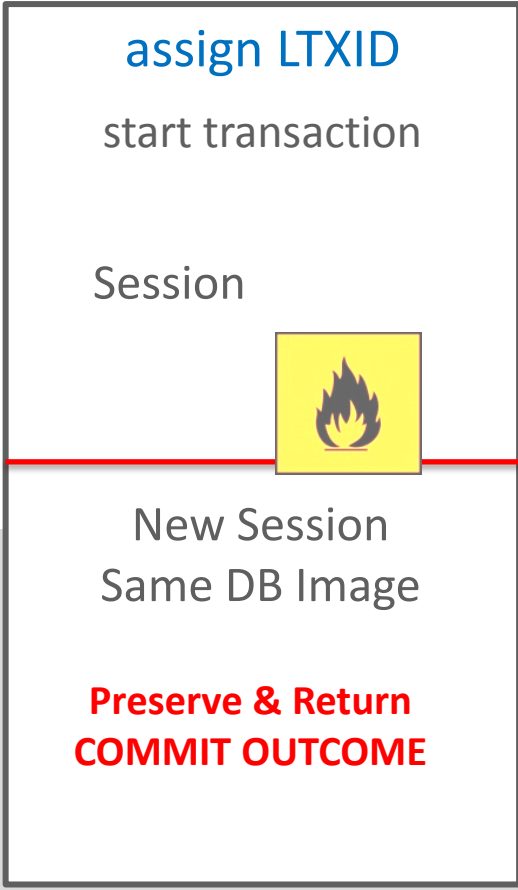 assign LTXID
start transaction
Session
New Session
Same DB Image
Preserve & Return
COMMIT OUTCOME